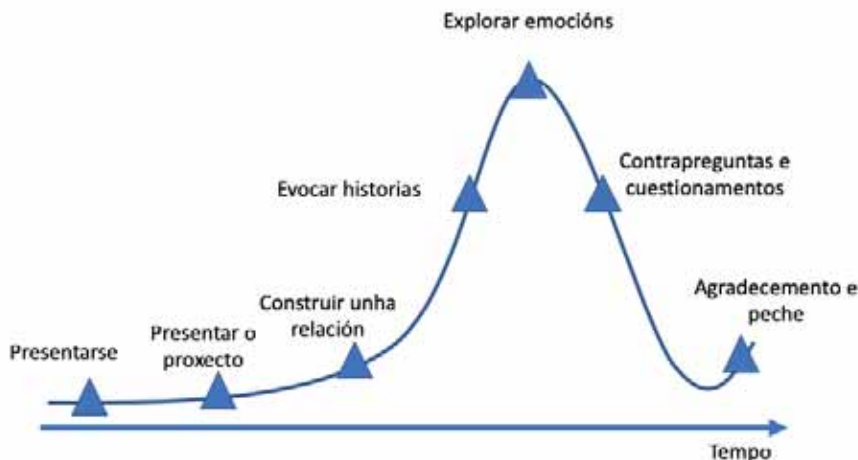 Explorar emocións
Evocar historias
Contrapreguntas e
cuestionamentos
Construir unha
relación
Presentar o
proxecto
Presentarse
Agradecemento e
peche
Tempo